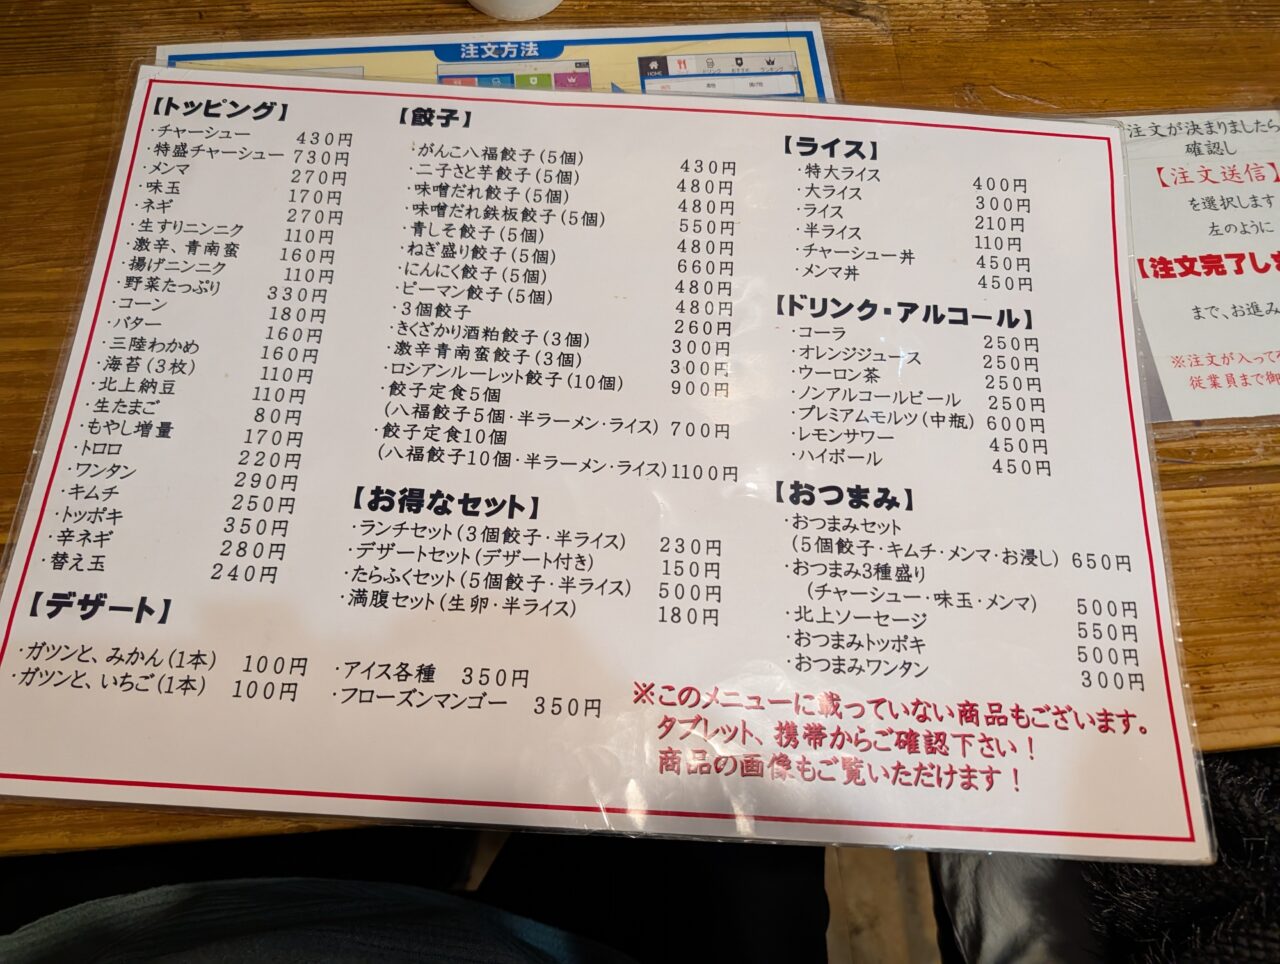 注文方法
HOME
【トッピング】
・チャーシュー 430円
・特盛チャーシュー 730円
・メンマ 270円
・味玉 170円
・ネギ 270円
・生すりニンニク 110円
・激辛、青南蛮 160円
・揚げニンニク 110円
・野菜たっぷり 330円
・コーン 180円
・バター 160円
・三陸わかめ 160円
・海苔(3枚) 110円
・北上納豆 110円
・生たまご 80円
・もやし増量 170円
・トロロ 220円
・ワンタン 290円
・キムチ 250円
・トッポキ 350円
・辛ネギ 280円
・替え玉 240円
【デザート】
・ガツンと、みかん(1本) 100円
・ガツンと、いちご(1本) 100円
・アイス各種 350円
・フローズンマンゴー 350円
【餃子】
・がんこ八福餃子(5個) 430円
・二子さと芋餃子(5個) 480円
・味噌だれ餃子(5個) 480円
・味噌だれ鉄板餃子(5個) 550円
・青しそ餃子(5個) 480円
・ねぎ盛り餃子(5個) 660円
・にんにく餃子(5個) 480円
・ピーマン餃子(5個) 480円
・3個餃子 260円
・きくざかり酒粕餃子(3個) 300円
・激辛青南蛮餃子(3個) 300円
・ロシアンルーレット餃子(10個) 900円
・餃子定食5個
(八福餃子5個・半ラーメン・ライス) 700円
・餃子定食10個
(八福餃子10個・半ラーメン・ライス) 1100円
【お得なセット】
・ランチセット(3個餃子・半ライス) 230円
・デザートセット(デザート付き) 150円
・たらふくセット(5個餃子・半ライス) 500円
・満腹セット(生卵・半ライス) 180円
【ライス】
・特大ライス 400円
・大ライス 300円
・ライス 210円
・半ライス 110円
・チャーシュー丼 450円
・メンマ丼 450円
【ドリンク・アルコール】
・コーラ 250円
・オレンジジュース 250円
・ウーロン茶 250円
・ノンアルコールビール 250円
・プレミアムモルツ(中瓶) 600円
・レモンサワー 450円
・ハイボール 450円
【おつまみ】
・おつまみセット
(5個餃子・キムチ・メンマ・お浸し) 650円
・おつまみ3種盛り
(チャーシュー・味玉・メンマ) 500円
・北上ソーセージ 550円
・おつまみトッポキ 500円
・おつまみワンタン 300円
※このメニューに載っていない商品もございます。
タブレット、携帯からご確認下さい!
商品の画像もご覧いただけます!
注文が決まりましたら
確認し
【注文送信】
を選択します
左のように
【注文完了し
まで、お進み
※注文が入って
従業員まで御